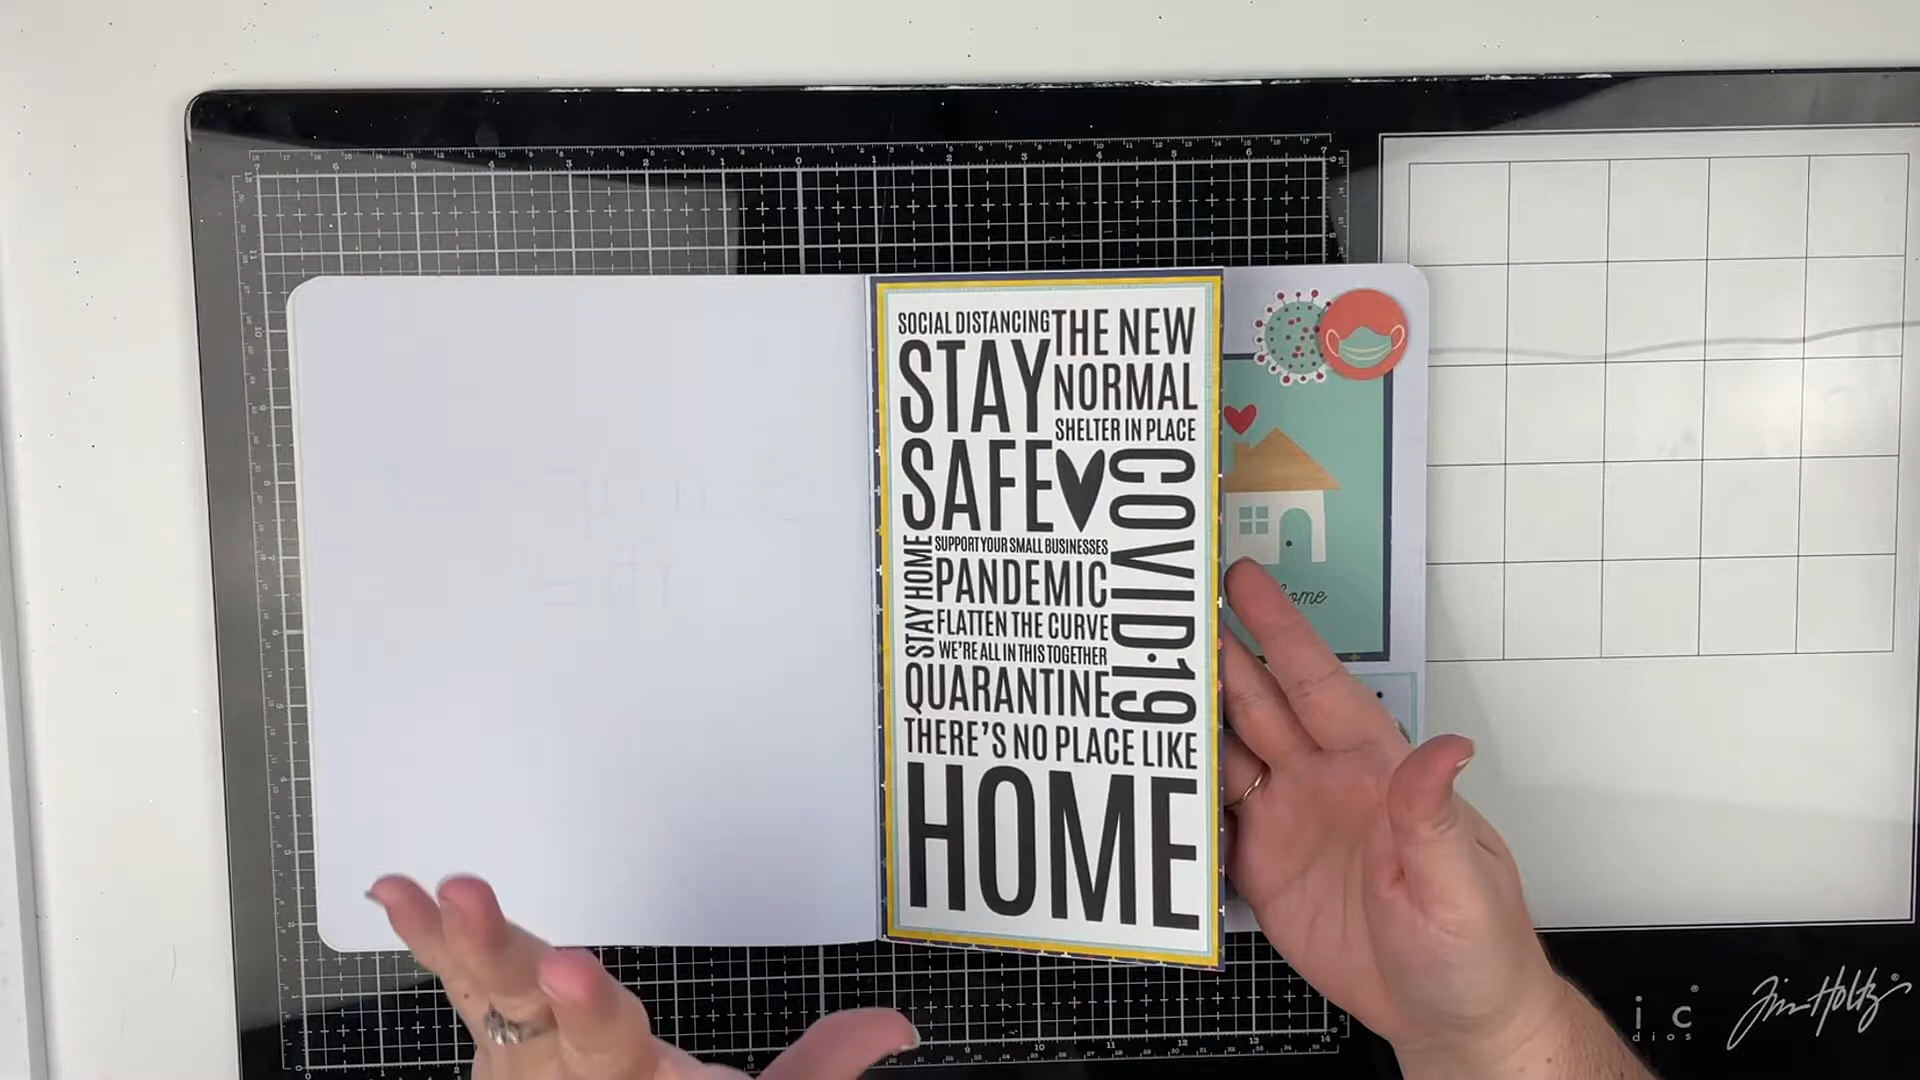 SOCIAL DISTANCING
THE NEW
NORMAL
STAY
SAFE
SHELTER IN PLACE
COVID-19
SUPPORT YOUR SMALL BUSINESSES
STAY HOME
PANDEMIC
FLATTEN THE CURVE
WE'RE ALL IN THIS TOGETHER
QUARANTINE
THERE'S NO PLACE LIKE
HOME
Tim Holtz®